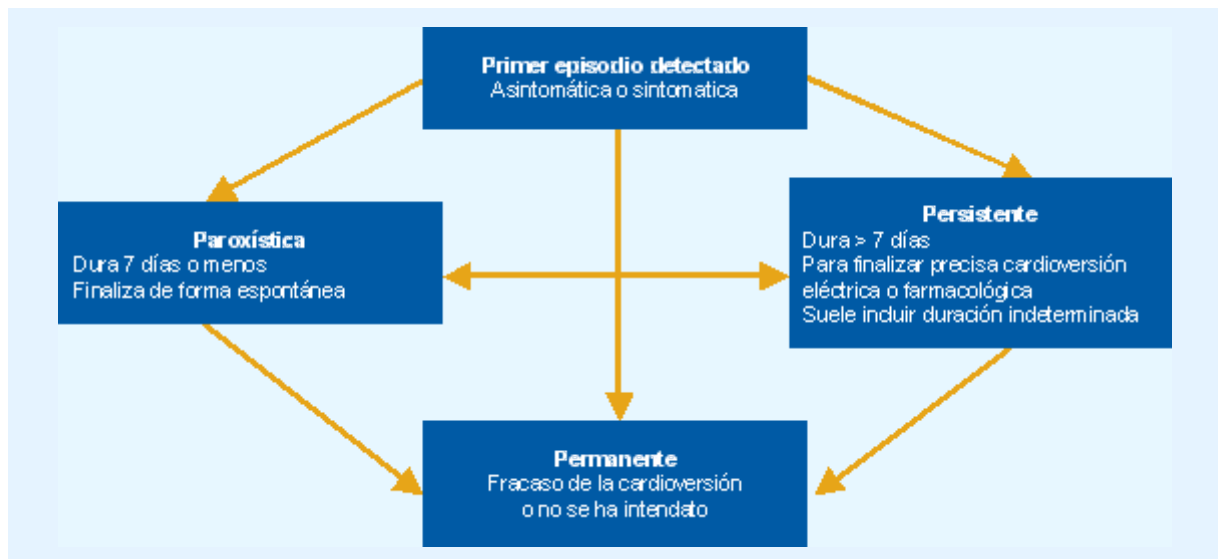 Primer episodio detectado
Asintomática o sintomatica
Paroxística
Dura 7 días o menos
Finaliza de forma espontánea
Persistente
Dura > 7 días
Para finalizar precisa cardioversión
eléctrica o farmacológica
Suele incluir duración indeterminada
Permanente
Fracaso de la cardioversión
o no se ha intendato